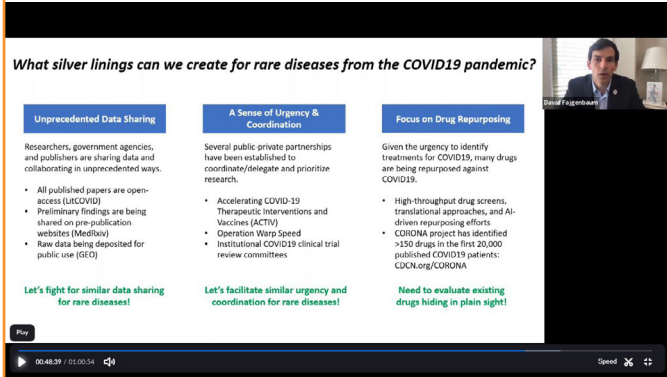 What silver linings can we create for rare diseases from the COVID19 pandemic?
David Fajgenbaum
Unprecedented Data Sharing
Researchers, government agencies,
and publishers are sharing data and
collaborating in unprecedented ways.
• All published papers are open-
access (LitCOVID)
• Preliminary findings are being
shared on pre-publication
websites (MedRxiv)
• Raw data being deposited for
public use (GEO)
Let's fight for similar data sharing
for rare diseases!
A Sense of Urgency &
Coordination
Several public-private partnerships
have been established to
coordinate/delegate and prioritize
research.
• Accelerating COVID-19
Therapeutic Interventions and
Vaccines (ACTIV)
• Operation Warp Speed
• Institutional COVID19 clinical trial
review committees
Let's facilitate similar urgency and
coordination for rare diseases!
Focus on Drug Repurposing
Given the urgency to identify
treatments for COVID19, many drugs
are being repurposed against
COVID19.
• High-throughput drug screens,
translational approaches, and AI-
driven repurposing efforts
• CORONA project has identified
>150 drugs in the first 20,000
published COVID19 patients:
CDCN.org/CORONA
Need to evaluate existing
drugs hiding in plain sight!
Play
00:48:39 / 01:00:54
Speed